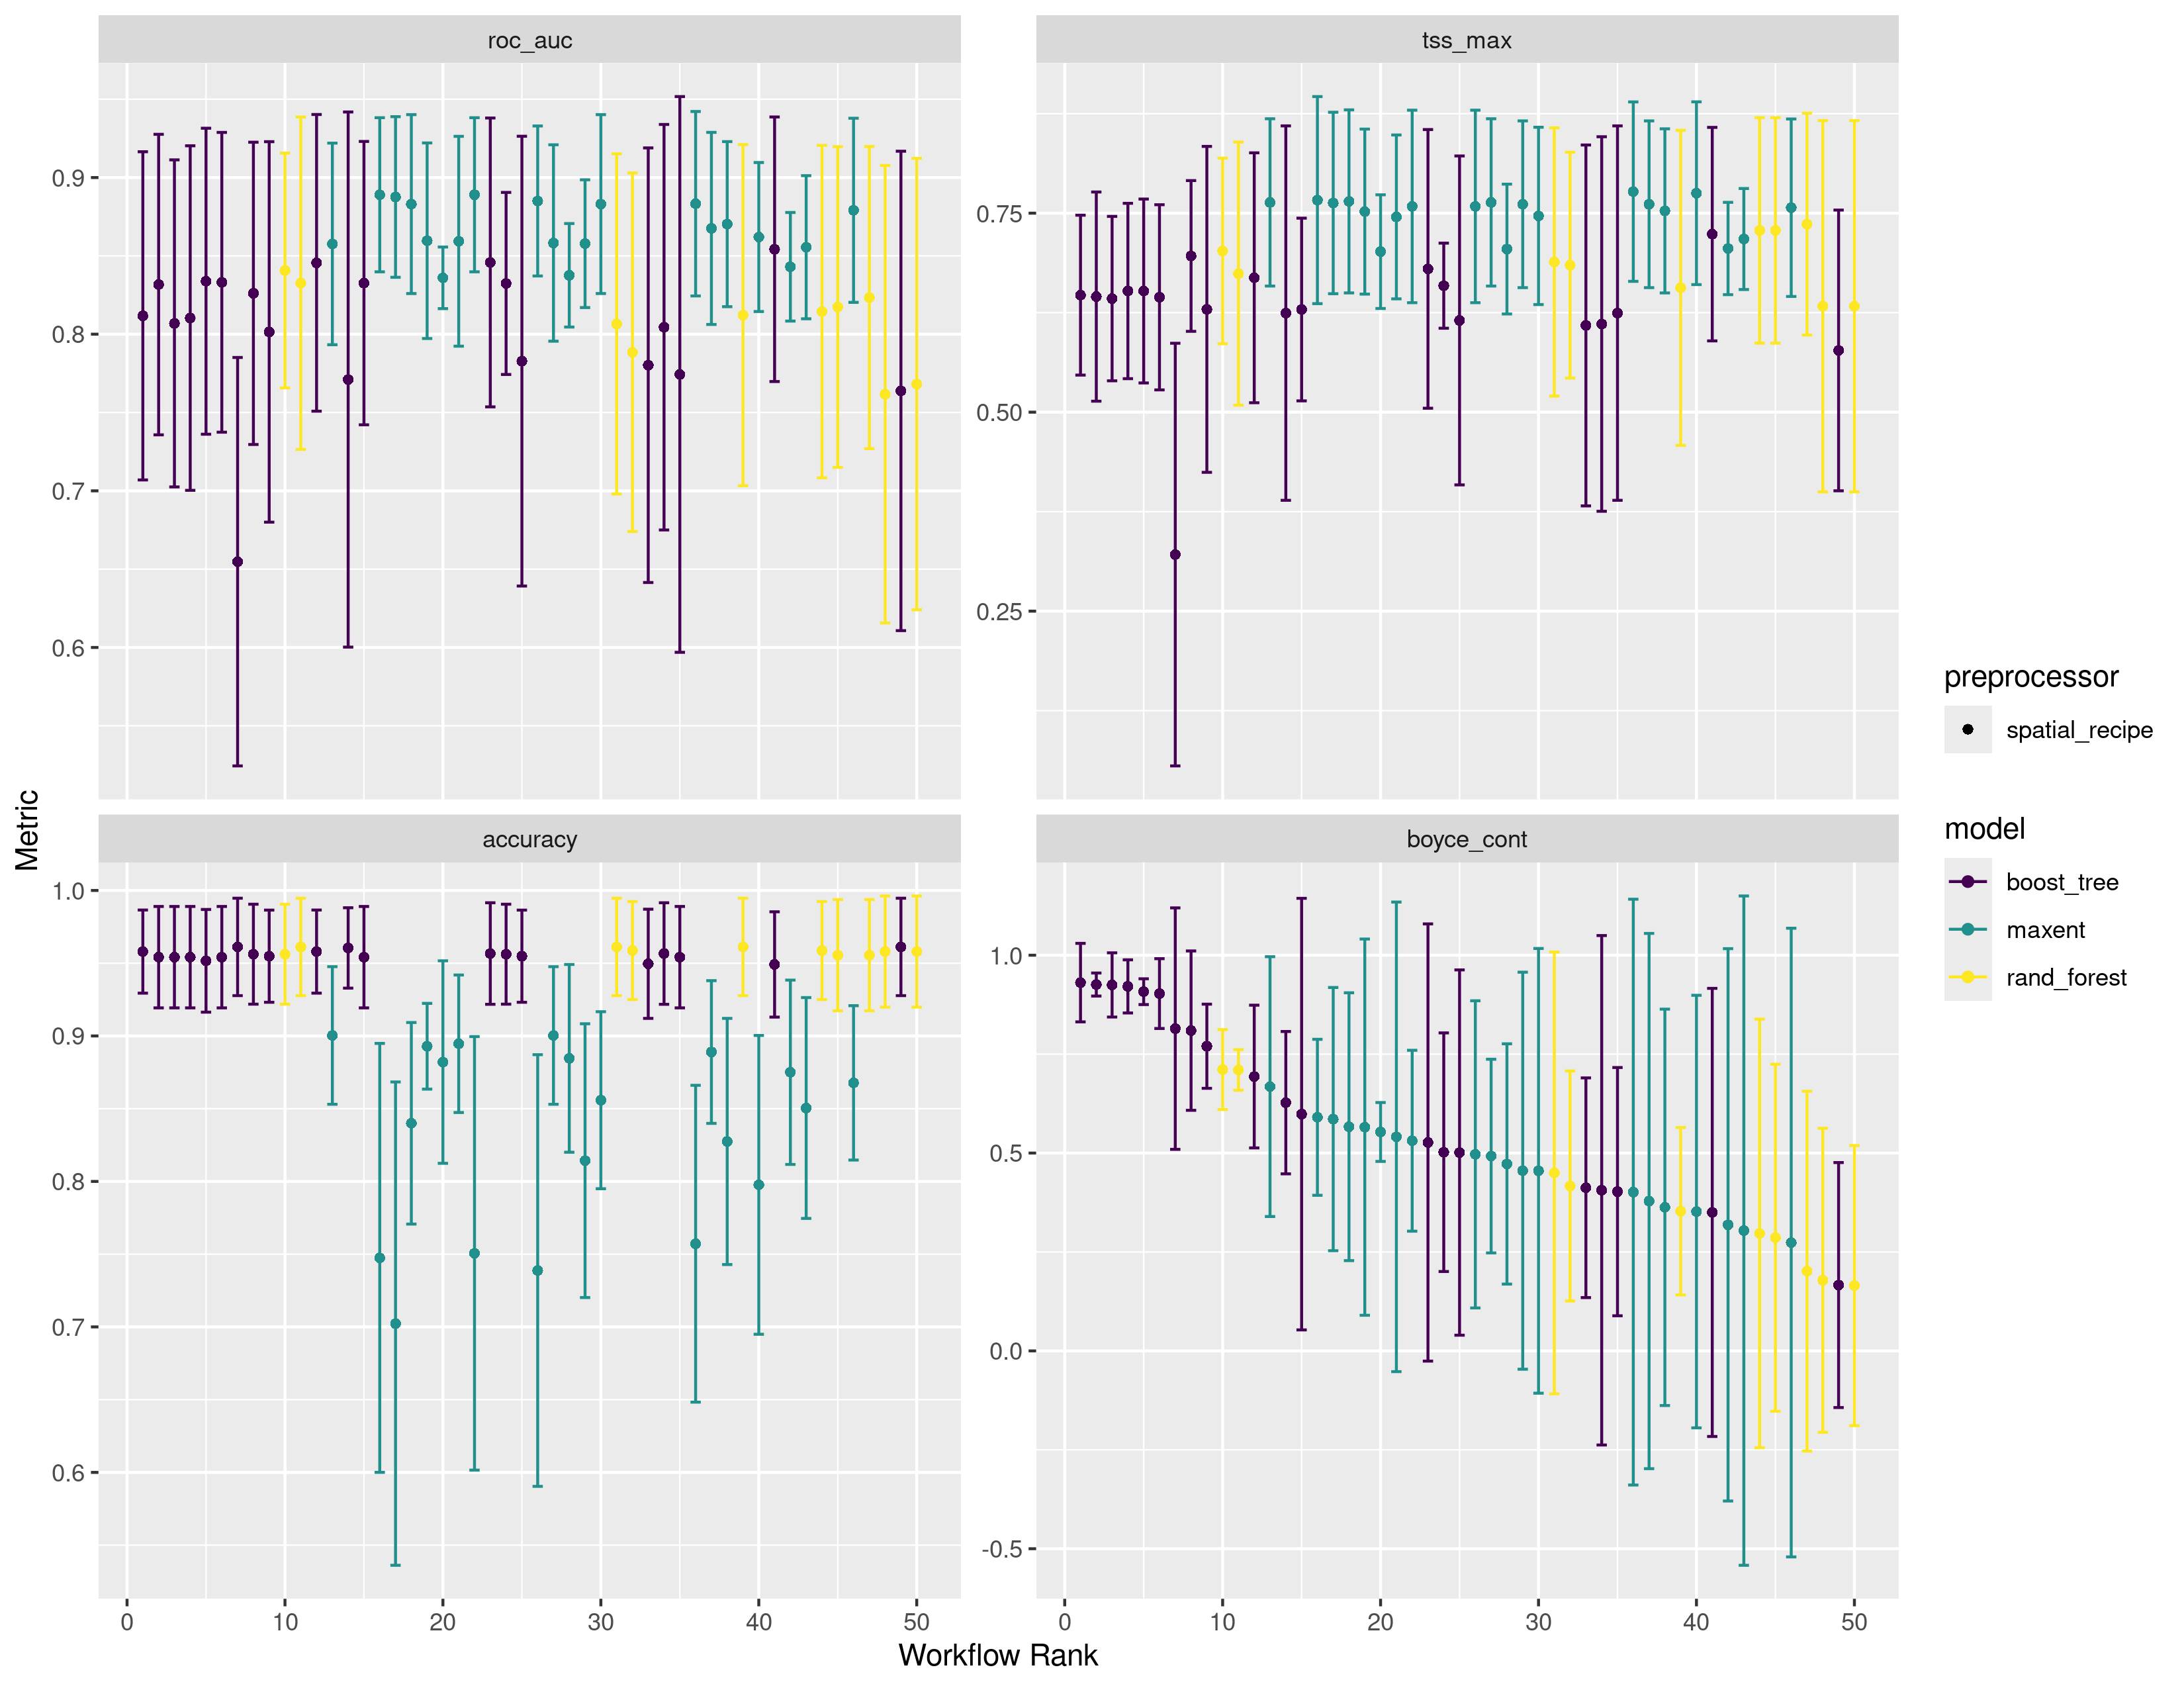 roc_auc
tss_max
0.9
0.8
0.7
0.6
0.75
0.50
0.25
accuracy
boyce_cont
1.0
0.9
0.8
0.7
0.6
1.0
0.5
0.0
-0.5
0 10 20 30 40 50
0 10 20 30 40 50
Workflow Rank
Metric
preprocessor
spatial_recipe
model
boost_tree
maxent
rand_forest